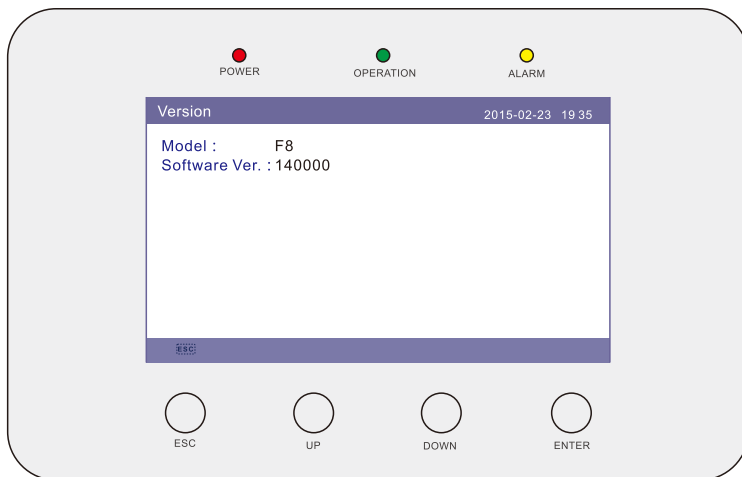 POWER OPERATION ALARM
Version 2015-02-23 19 35
Model : F8
Software Ver. : 140000
ESC
ESC UP DOWN ENTER